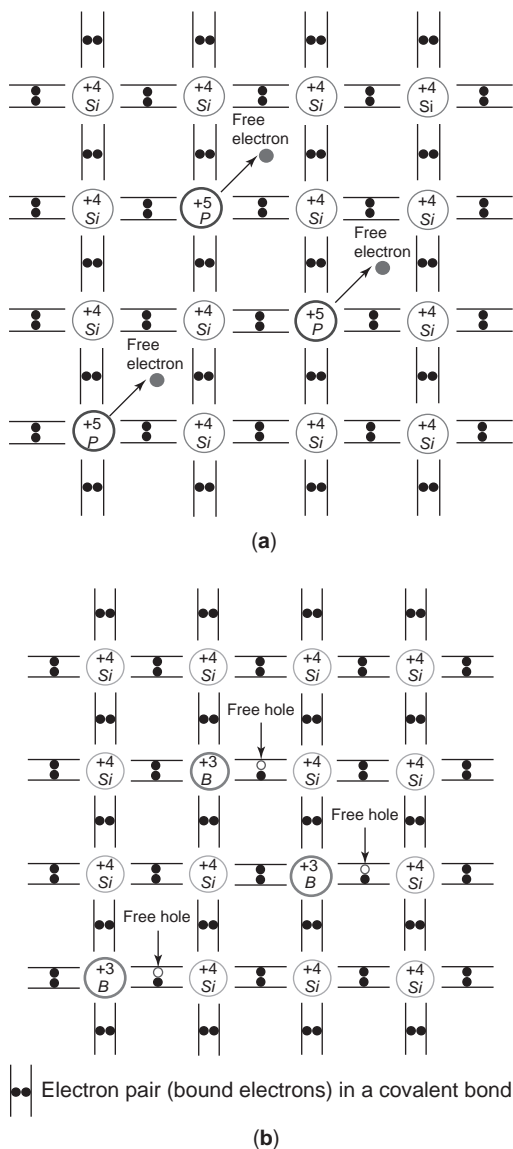 +4 +4 +4 +4
Si Si Si Si
Free
electron
+4 +5 +4 +4
Si P Si Si
Free
electron
+4 +4 +5 +4
Si Si P Si
Free
electron
+5 +4 +4 +4
P Si Si Si
(a)
+4 +4 +4 +4
Si Si Si Si
Free hole
+4 +3 +4 +4
Si B Si Si
Free hole
+4 +4 +3 +4
Si Si B Si
Free hole
+3 +4 +4 +4
B Si Si Si
Electron pair (bound electrons) in a covalent bond
(b)